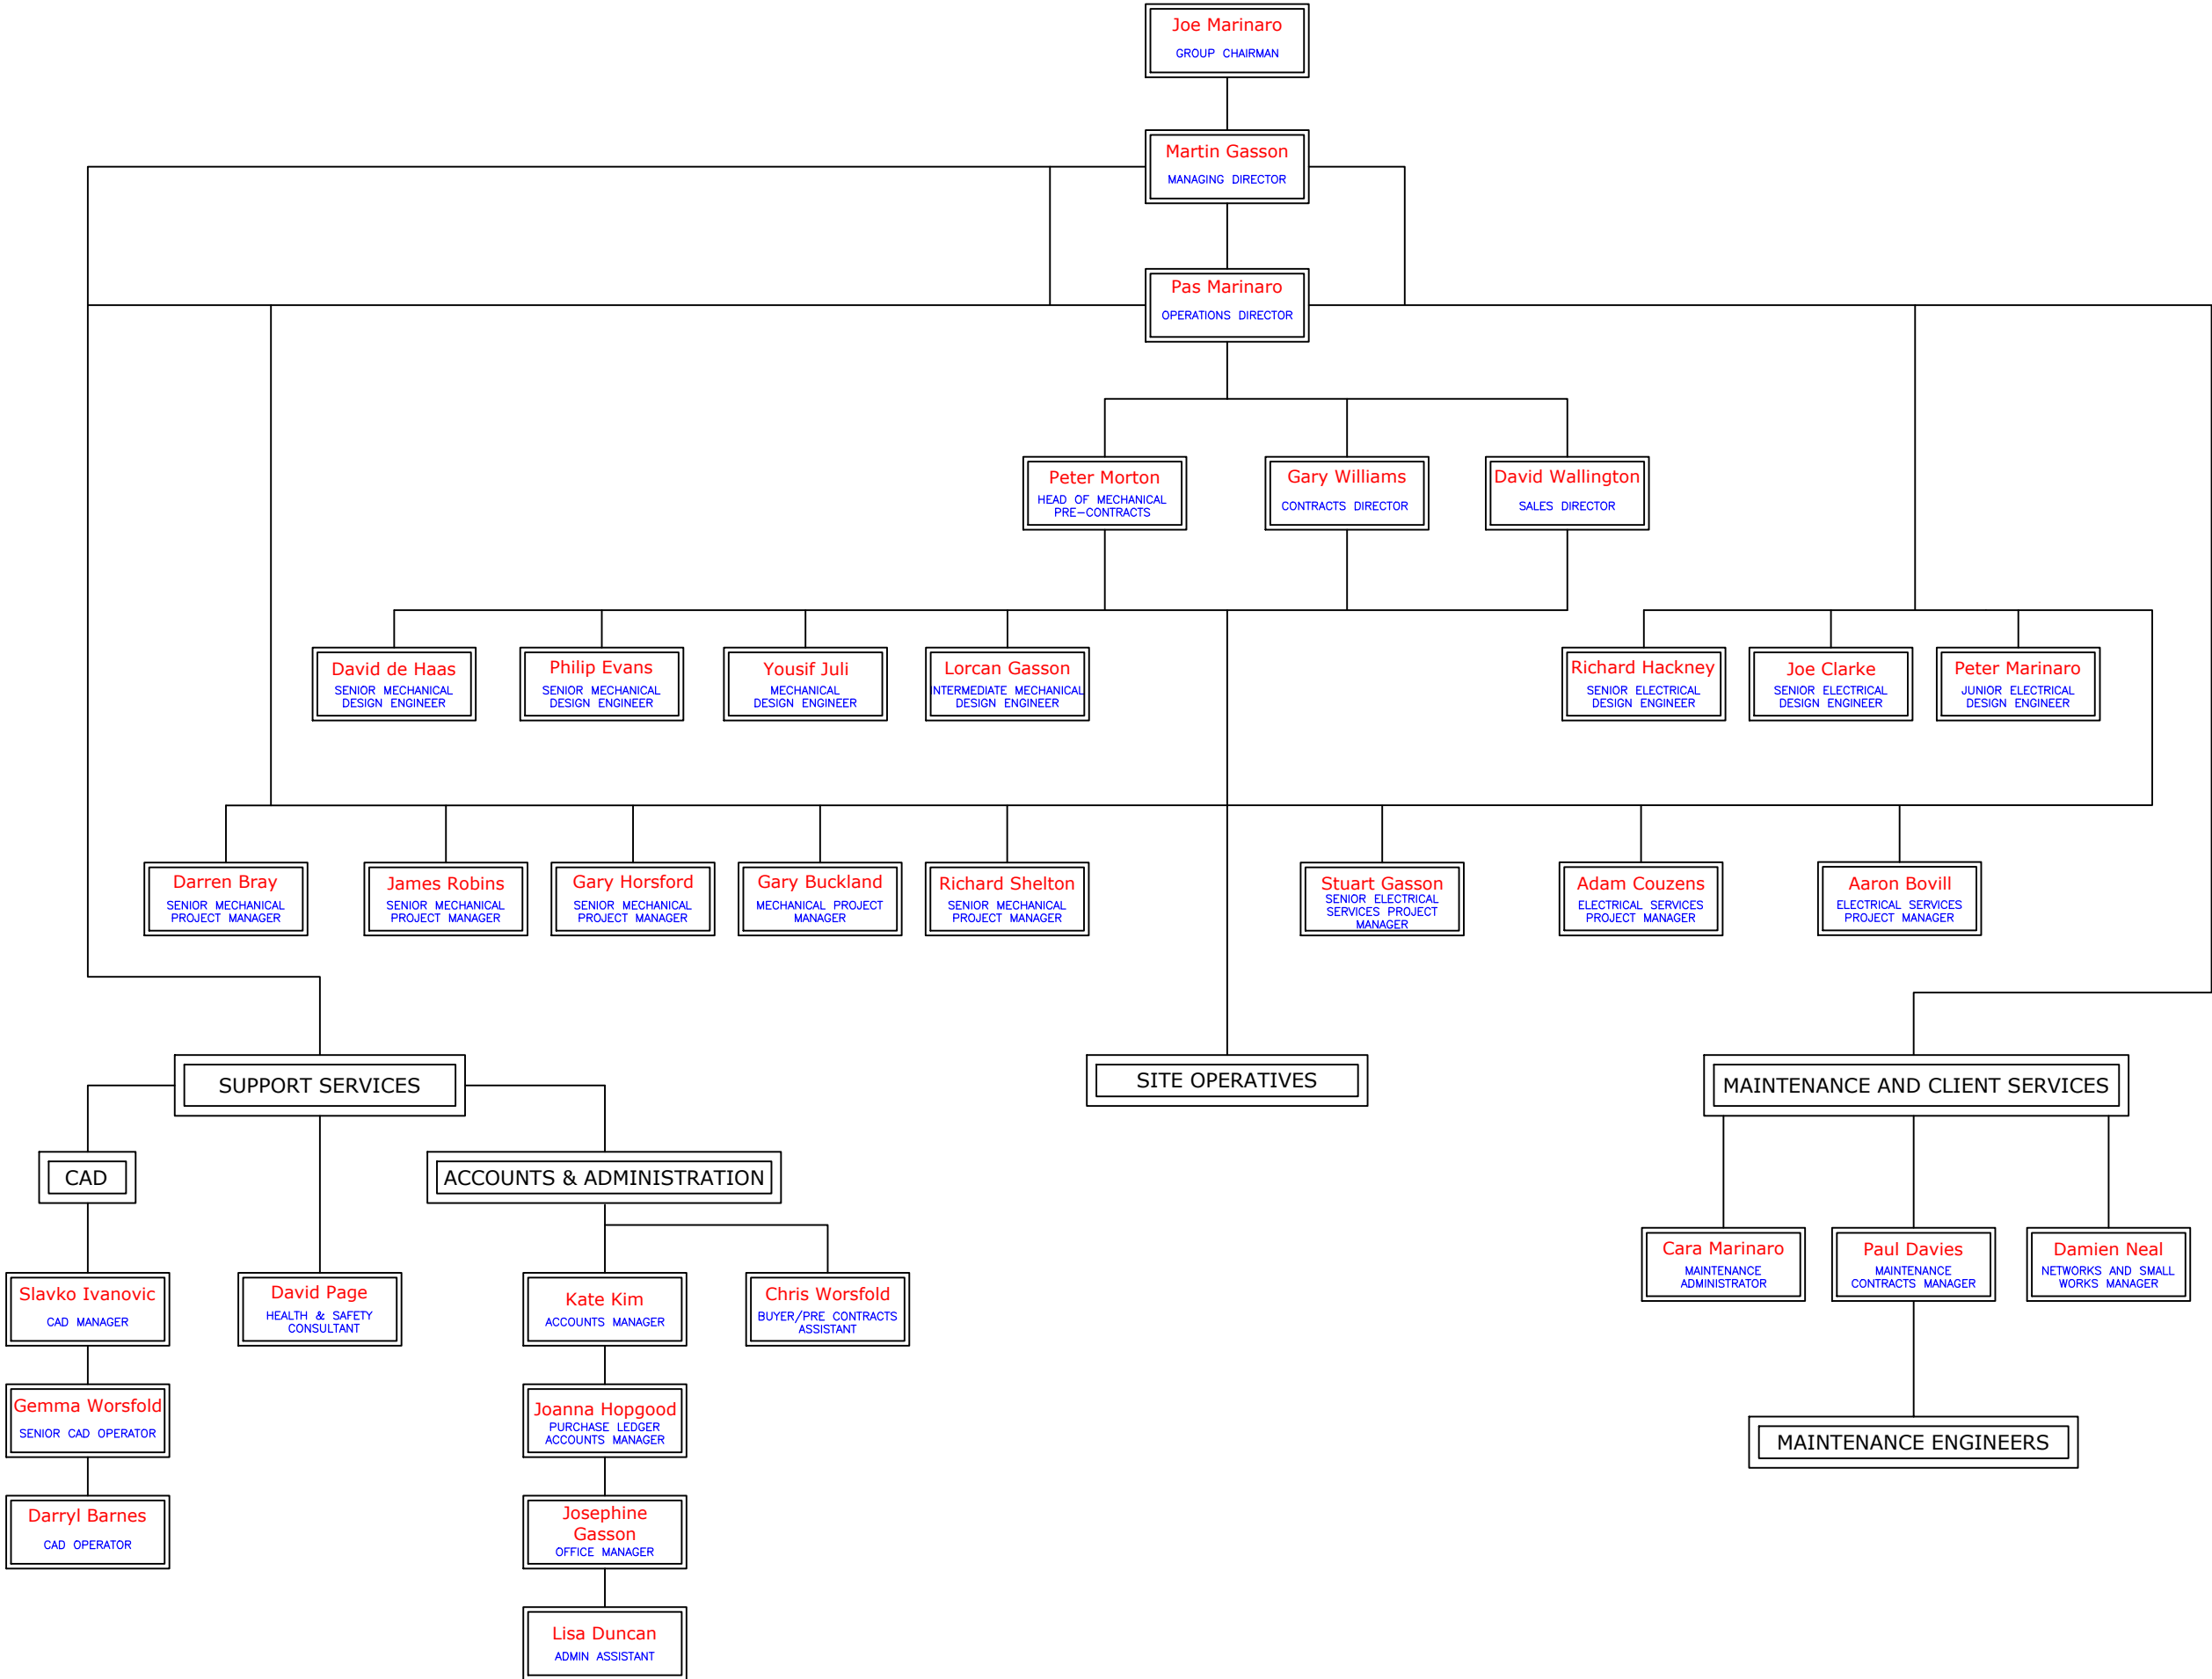 Joe Marinaro
GROUP CHAIRMAN
Martin Gasson
MANAGING DIRECTOR
Pas Marinaro
OPERATIONS DIRECTOR
Peter Morton
HEAD OF MECHANICAL
PRE-CONTRACTS
Gary Williams
CONTRACTS DIRECTOR
David Wallington
SALES DIRECTOR
David de Haas
SENIOR MECHANICAL
DESIGN ENGINEER
Philip Evans
SENIOR MECHANICAL
DESIGN ENGINEER
Yousif Juli
MECHANICAL
DESIGN ENGINEER
Lorcan Gasson
INTERMEDIATE MECHANICAL
DESIGN ENGINEER
Richard Hackney
SENIOR ELECTRICAL
DESIGN ENGINEER
Joe Clarke
SENIOR ELECTRICAL
DESIGN ENGINEER
Peter Marinaro
JUNIOR ELECTRICAL
DESIGN ENGINEER
Darren Bray
SENIOR MECHANICAL
PROJECT MANAGER
James Robins
SENIOR MECHANICAL
PROJECT MANAGER
Gary Horsford
SENIOR MECHANICAL
PROJECT MANAGER
Gary Buckland
MECHANICAL PROJECT
MANAGER
Richard Shelton
SENIOR MECHANICAL
PROJECT MANAGER
Stuart Gasson
SENIOR ELECTRICAL
SERVICES PROJECT
MANAGER
Adam Couzens
ELECTRICAL SERVICES
PROJECT MANAGER
Aaron Bovill
ELECTRICAL SERVICES
PROJECT MANAGER
SUPPORT SERVICES
SITE OPERATIVES
MAINTENANCE AND CLIENT SERVICES
CAD
ACCOUNTS & ADMINISTRATION
Cara Marinaro
MAINTENANCE
ADMINISTRATOR
Paul Davies
MAINTENANCE
CONTRACTS MANAGER
Damien Neal
NETWORKS AND SMALL
WORKS MANAGER
Slavko Ivanovic
CAD MANAGER
David Page
HEALTH & SAFETY
CONSULTANT
Kate Kim
ACCOUNTS MANAGER
Chris Worsfold
BUYER/PRE CONTRACTS
ASSISTANT
Gemma Worsfold
SENIOR CAD OPERATOR
Joanna Hopgood
PURCHASE LEDGER
ACCOUNTS MANAGER
MAINTENANCE ENGINEERS
Darryl Barnes
CAD OPERATOR
Josephine
Gasson
OFFICE MANAGER
Lisa Duncan
ADMIN ASSISTANT